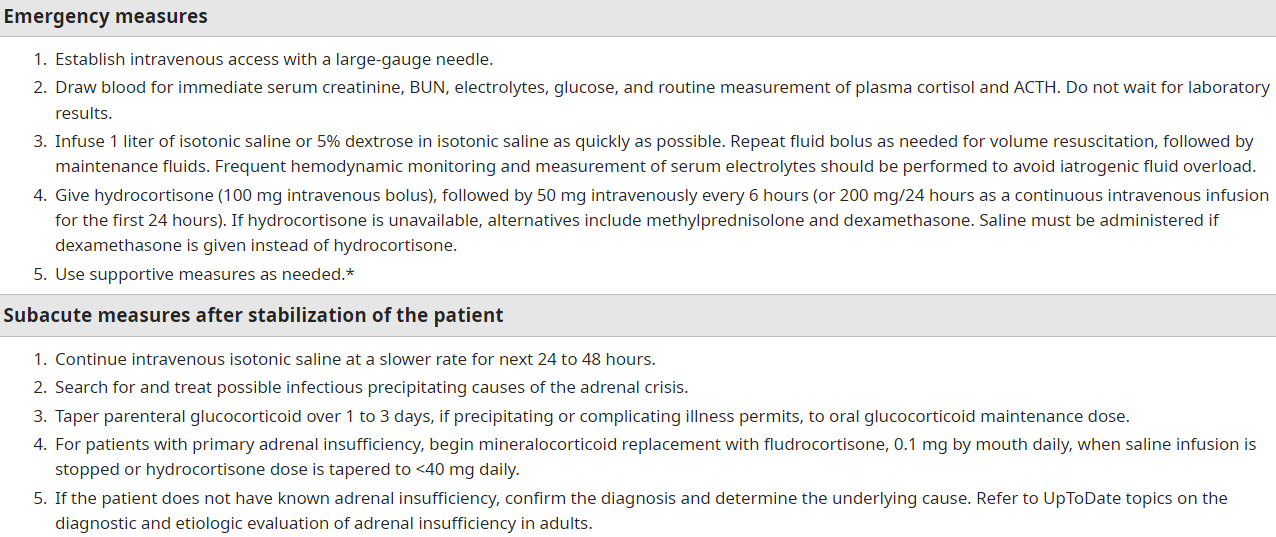 Emergency measures
1. Establish intravenous access with a large-gauge needle.
2. Draw blood for immediate serum creatinine, BUN, electrolytes, glucose, and routine measurement of plasma cortisol and ACTH. Do not wait for laboratory
results.
3. Infuse 1 liter of isotonic saline or 5% dextrose in isotonic saline as quickly as possible. Repeat fluid bolus as needed for volume resuscitation, followed by
maintenance fluids. Frequent hemodynamic monitoring and measurement of serum electrolytes should be performed to avoid iatrogenic fluid overload.
4. Give hydrocortisone (100 mg intravenous bolus), followed by 50 mg intravenously every 6 hours (or 200 mg/24 hours as a continuous intravenous infusion
for the first 24 hours). If hydrocortisone is unavailable, alternatives include methylprednisolone and dexamethasone. Saline must be administered if
dexamethasone is given instead of hydrocortisone.
5. Use supportive measures as needed.*
Subacute measures after stabilization of the patient
1. Continue intravenous isotonic saline at a slower rate for next 24 to 48 hours.
2. Search for and treat possible infectious precipitating causes of the adrenal crisis.
3. Taper parenteral glucocorticoid over 1 to 3 days, if precipitating or complicating illness permits, to oral glucocorticoid maintenance dose.
4. For patients with primary adrenal insufficiency, begin mineralocorticoid replacement with fludrocortisone, 0.1 mg by mouth daily, when saline infusion is
stopped or hydrocortisone dose is tapered to <40 mg daily.
5. If the patient does not have known adrenal insufficiency, confirm the diagnosis and determine the underlying cause. Refer to UpToDate topics on the
diagnostic and etiologic evaluation of adrenal insufficiency in adults.